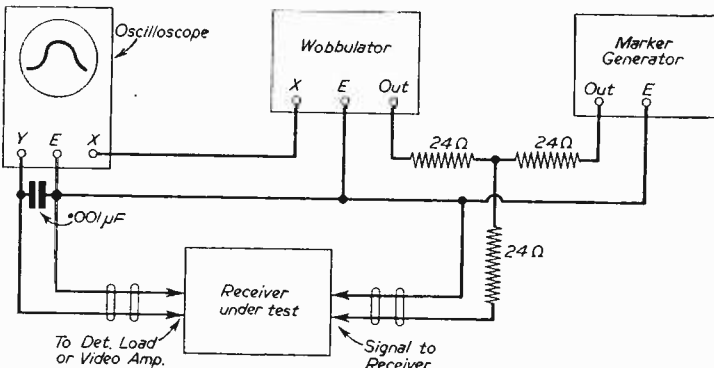 Oscilloscope
Wobbulator
Marker
Generator
X
E
Out
Out
E
Y
E
X
24Ω
24Ω
.001μF
24Ω
Receiver
under test
To Det. Load
or Video Amp.
Signal to
Receiver